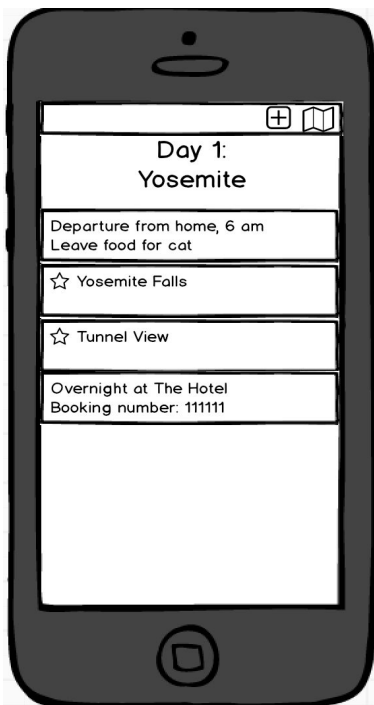 Day 1:
Yosemite
Departure from home, 6 am
Leave food for cat
Yosemite Falls
Tunnel View
Overnight at The Hotel
Booking number: 111111